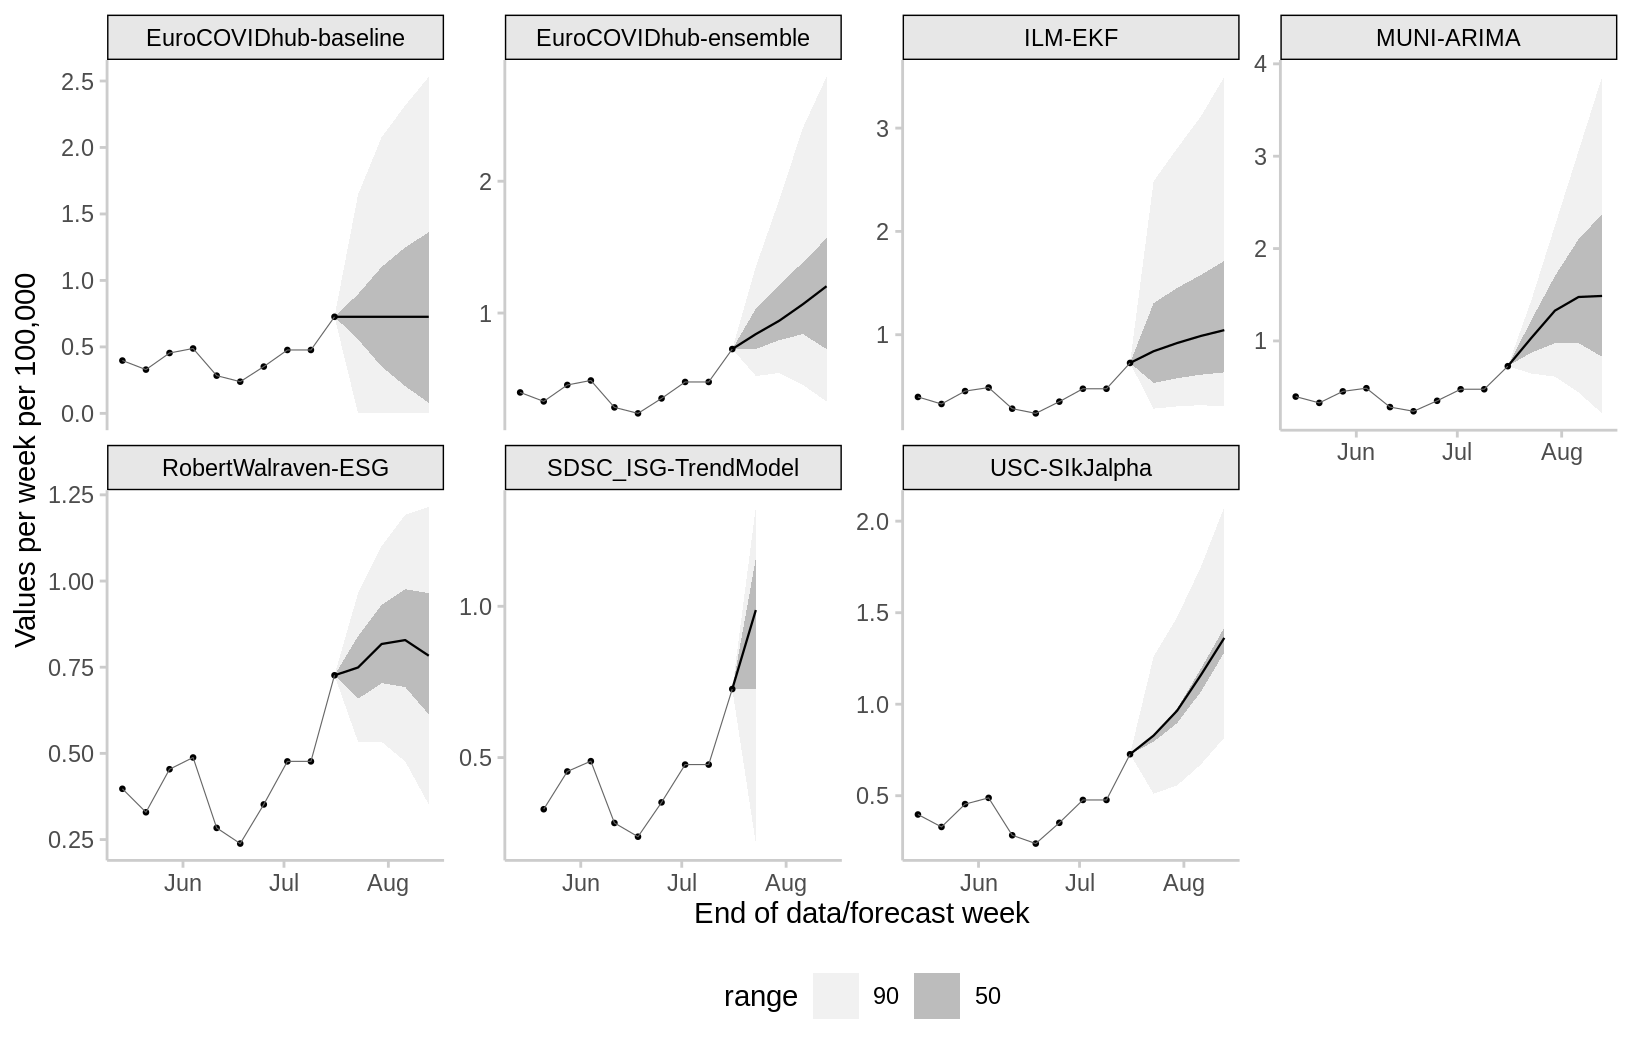 EuroCOVIDhub-baseline
EuroCOVIDhub-ensemble
ILM-EKF
MUNI-ARIMA
2.5
2.0
1.5
1.0
0.5
0.0
2
1
3
2
1
4
3
2
1
Jun Jul Aug
Values per week per 100,000
RobertWalraven-ESG
SDSC_ISG-TrendModel
USC-SIkJalpha
1.25
1.00
0.75
0.50
0.25
1.0
0.5
2.0
1.5
1.0
0.5
Jun Jul Aug
Jun Jul Aug
Jun Jul Aug
End of data/forecast week
range 90 50